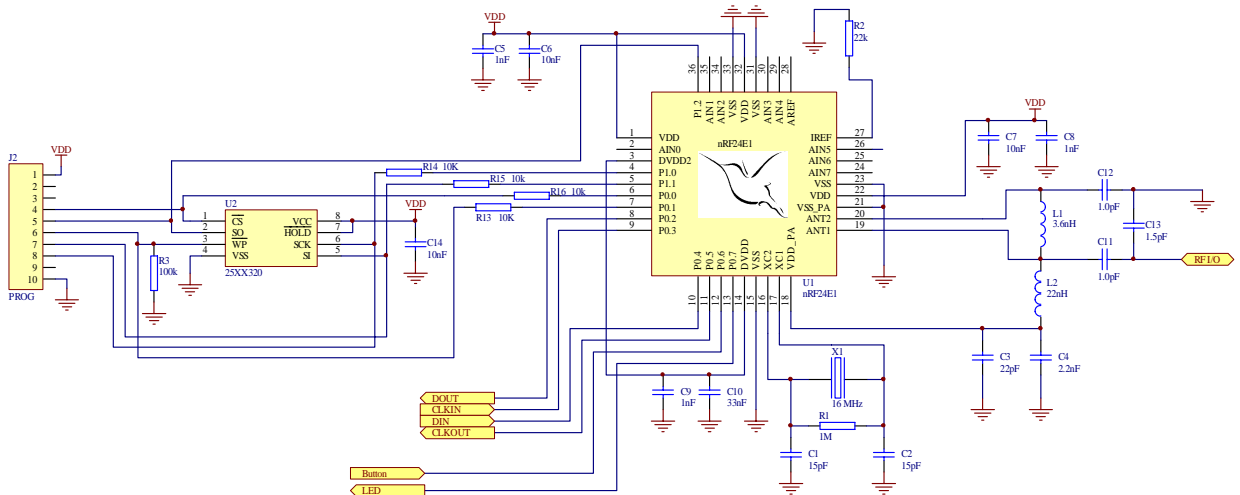 VDD
C5
1nF
C6
10nF
R2
22k
36 35 34 33 32 31 30 29 28
P1.2 AIN1 AIN2 VSS VDD VSS AIN3 AIN4 AREF
VDD
C7
10nF
C8
1nF
nRF24E1
1 VDD
2 AIN0
3 DVDD2
4 P1.0
5 P1.1
6 P0.0
7 P0.1
8 P0.2
9 P0.3
IREF 27
AIN5 26
AIN6 25
AIN7 24
VSS 23
VDD 22
VSS_PA 21
ANT2 20
ANT1 19
P0.4 P0.5 P0.6 P0.7 DVDD VSS XC2 XC1 VDD_PA
10 11 12 13 14 15 16 17 18
U1
nRF24E1
J2
VDD
1
2
3
4
5
6
7
8
9
10
PROG
R14 10K
R15 10k
R16 10k
R13 10K
U2
1 CS
2 SO
3 WP
4 VSS
VCC 8
HOLD 7
SCK 6
SI 5
25XX320
VDD
C14
10nF
R3
100k
C12
1.0pF
L1
3.6nH
C13
1.5pF
C11
1.0pF
RF I/O
L2
22nH
C3
22pF
C4
2.2nF
X1
16 MHz
R1
1M
C1
15pF
C2
15pF
C9
1nF
C10
33nF
DOUT
CLKIN
DIN
CLKOUT
Button
LED